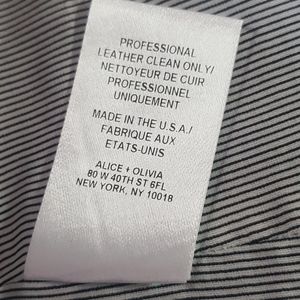 PROFESSIONAL
LEATHER CLEAN ONLY/
NETTOYEUR DE CUIR
PROFESSIONNEL
UNIQUEMENT
MADE IN THE U.S.A./
FABRIQUE AUX
ETATS-UNIS
ALICE + OLIVIA
80 W 40TH ST 6FL
NEW YORK, NY 10018